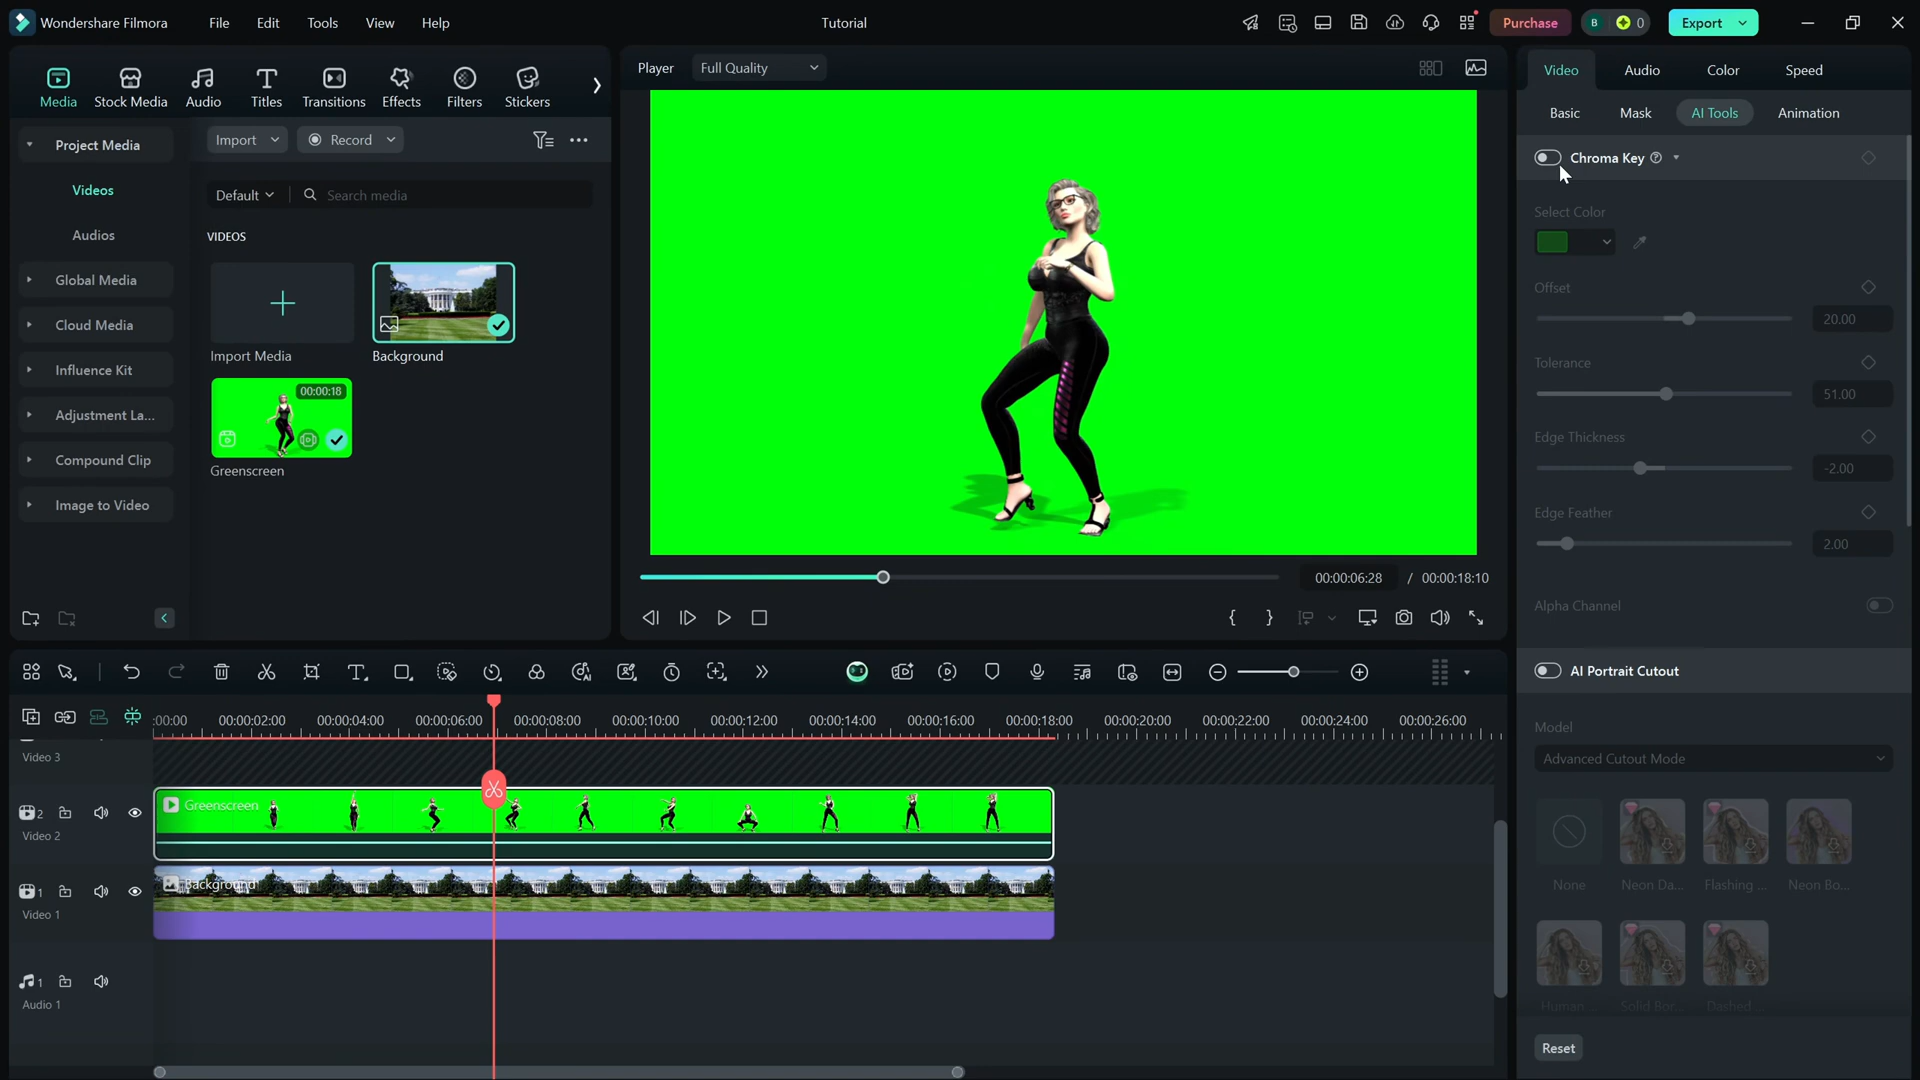 Wondershare Filmora
File
Edit
Tools
View
Help
Tutorial
Purchase
B
0
Export
Media
Stock Media
Audio
Titles
Transitions
Effects
Filters
Stickers
Project Media
Videos
Audios
Global Media
Cloud Media
Influence Kit
Adjustment La...
Compound Clip
Image to Video
Import
Record
Default
Search media
VIDEOS
Import Media
Background
00:00:18
Greenscreen
Player
Full Quality
00:00:06:28 / 00:00:18:10
Video
Audio
Color
Speed
Basic
Mask
AI Tools
Animation
Chroma Key
Select Color
Offset
20.00
Tolerance
51.00
Edge Thickness
-2.00
Edge Feather
2.00
Alpha Channel
AI Portrait Cutout
Model
Advanced Cutout Mode
None
Neon Da...
Flashing ...
Neon Bo...
Human
Solid Bor...
Dashed
Reset
:00:00
00:00:02:00
00:00:04:00
00:00:06:00
00:00:08:00
00:00:10:00
00:00:12:00
00:00:14:00
00:00:16:00
00:00:18:00
00:00:20:00
00:00:22:00
00:00:24:00
00:00:26:00
Video 3
2
Video 2
Greenscreen
1
Video 1
Background
1
Audio 1